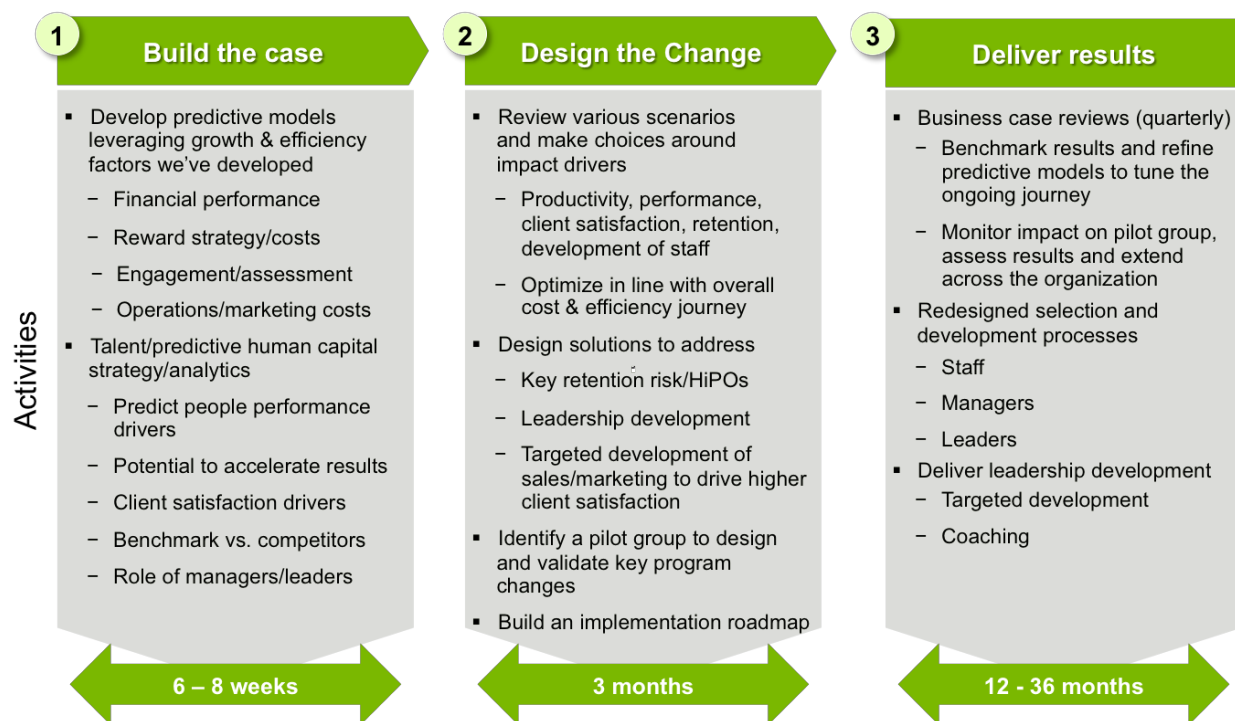 Activities
1
Build the case
▪ Develop predictive models
leveraging growth & efficiency
factors we’ve developed
− Financial performance
− Reward strategy/costs
− Engagement/assessment
− Operations/marketing costs
▪ Talent/predictive human capital
strategy/analytics
− Predict people performance
drivers
− Potential to accelerate results
− Client satisfaction drivers
− Benchmark vs. competitors
− Role of managers/leaders
6 – 8 weeks
2
Design the Change
▪ Review various scenarios
and make choices around
impact drivers
− Productivity, performance,
client satisfaction, retention,
development of staff
− Optimize in line with overall
cost & efficiency journey
▪ Design solutions to address
− Key retention risk/HiPOs
− Leadership development
− Targeted development of
sales/marketing to drive higher
client satisfaction
▪ Identify a pilot group to design
and validate key program
changes
▪ Build an implementation roadmap
3 months
3
Deliver results
▪ Business case reviews (quarterly)
− Benchmark results and refine
predictive models to tune the
ongoing journey
− Monitor impact on pilot group,
assess results and extend
across the organization
▪ Redesigned selection and
development processes
− Staff
− Managers
− Leaders
▪ Deliver leadership development
− Targeted development
− Coaching
12 - 36 months